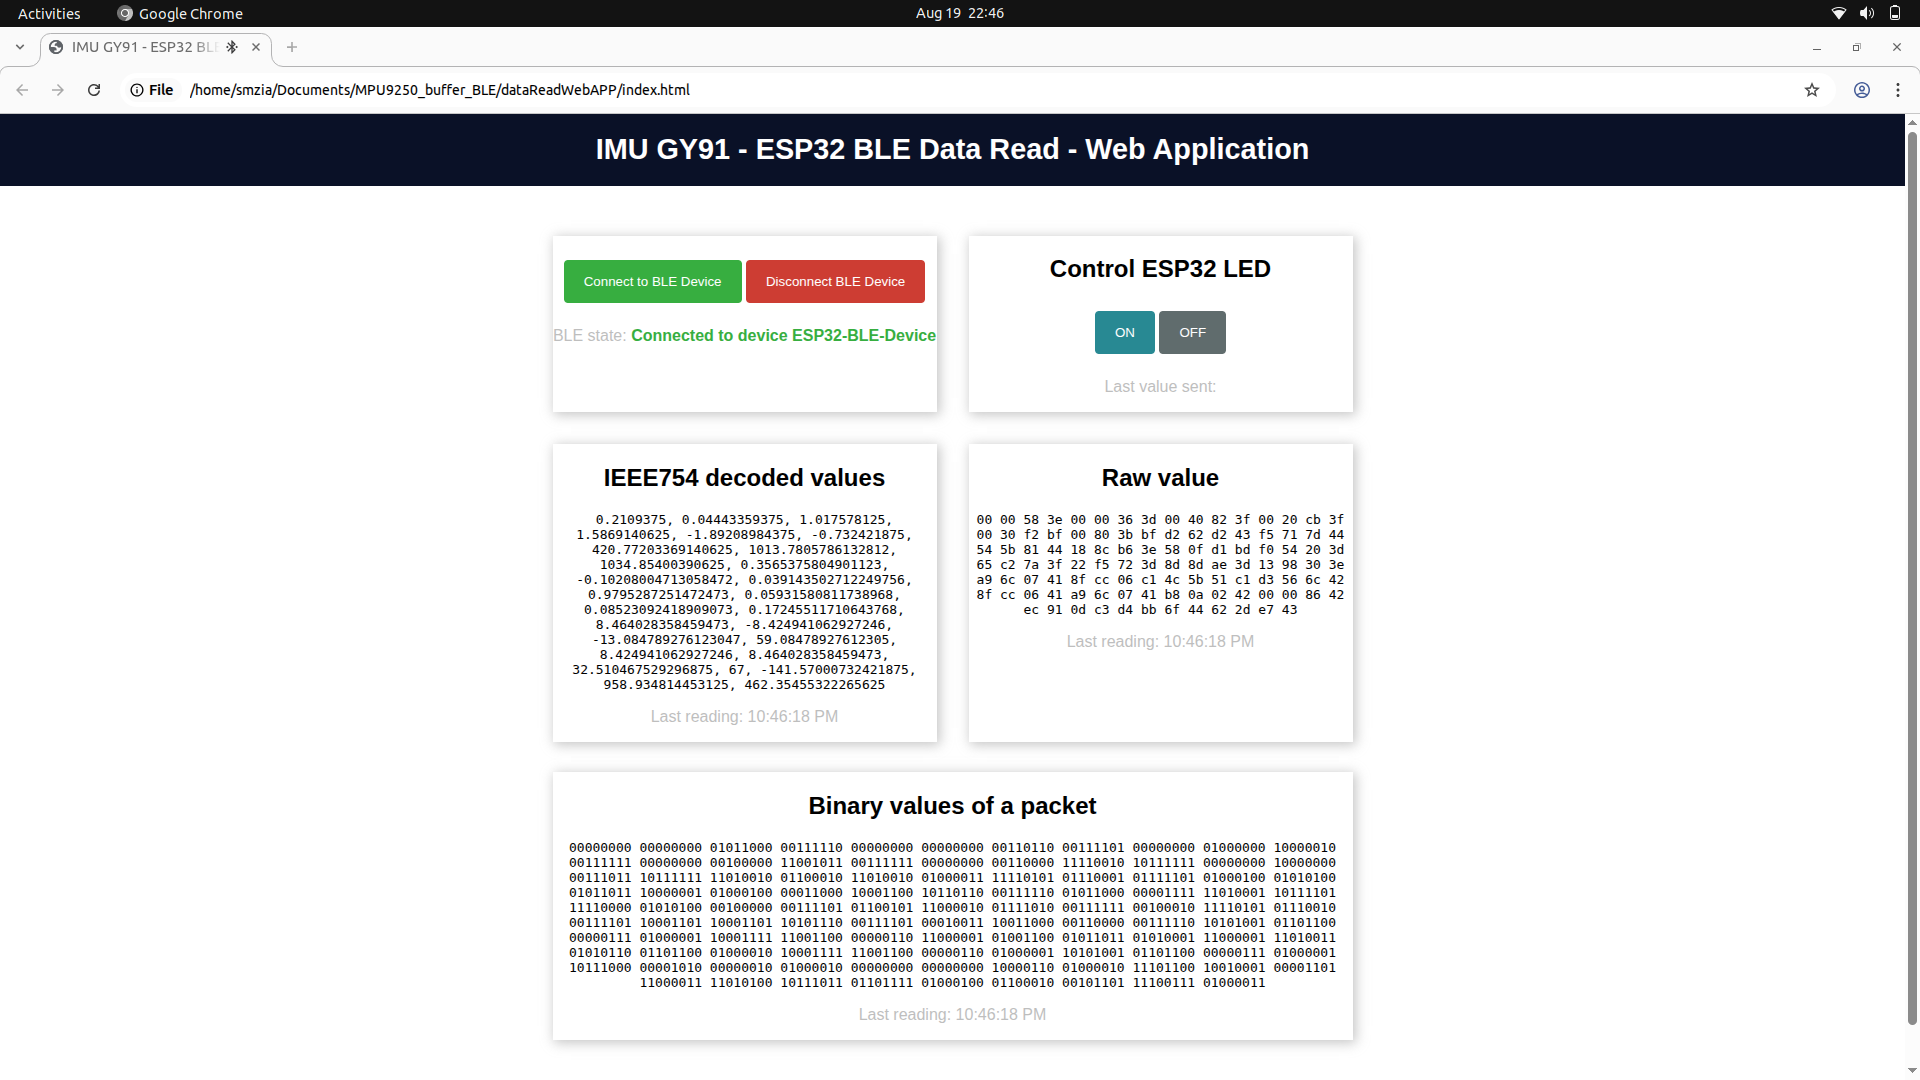 Activities
Google Chrome
Aug 19 22:46
IMU GY91 - ESP32 BLE
File
/home/smzia/Documents/MPU9250_buffer_BLE/dataReadWebAPP/index.html
IMU GY91 - ESP32 BLE Data Read - Web Application
Connect to BLE Device
Disconnect BLE Device
BLE state: Connected to device ESP32-BLE-Device
Control ESP32 LED
ON
OFF
Last value sent:
IEEE754 decoded values
0.2109375, 0.04443359375, 1.017578125,
1.5869140625, -1.89208984375, -0.732421875,
420.77203369140625, 1013.7805786132812,
1034.85400390625, 0.3565375804901123,
-0.10208004713058472, 0.039143502712249756,
0.9795287251472473, 0.05931580811738968,
0.08523092418909073, 0.17245511710643768,
8.464028358459473, -8.424941062927246,
-13.084789276123047, 59.08478927612305,
8.424941062927246, 8.464028358459473,
32.510467529296875, 67, -141.57000732421875,
958.934814453125, 462.35455322265625
Last reading: 10:46:18 PM
Raw value
00 00 58 3e 00 00 36 3d 00 40 82 3f 00 20 cb 3f
00 30 f2 bf 00 80 3b bf d2 62 d2 43 f5 71 7d 44
54 5b 81 44 18 8c b6 3e 58 0f d1 bd f0 54 20 3d
65 c2 7a 3f 22 f5 72 3d 8d 8d ae 3d 13 98 30 3e
a9 6c 07 41 8f cc 06 c1 4c 5b 51 c1 d3 56 6c 42
8f cc 06 41 a9 6c 07 41 b8 0a 02 42 00 00 86 42
ec 91 0d c3 d4 bb 6f 44 62 2d e7 43
Last reading: 10:46:18 PM
Binary values of a packet
00000000 00000000 01011000 00111110 00000000 00000000 00110110 00111101 00000000 01000000 10000010
00111111 00000000 00100000 11001011 00111111 00000000 00110000 11110010 10111111 00000000 10000000
00111011 10111111 11010010 01100010 11010010 01000011 11110101 01110001 01111101 01000100 01010100
01011011 10000001 01000100 00011000 10001100 10110110 00111110 01011000 00001111 11010001 10111101
11110000 01010100 00100000 00111101 01100101 11000010 01111010 00111111 00100010 11110101 01110010
00111101 10001101 10001101 10101110 00111101 00010011 10011000 00110000 00111110 10101001 01101100
00000111 01000001 10001111 11001100 00000110 11000001 01001100 01011011 01010001 11000001 11010011
01010110 01101100 01000010 10001111 11001100 00000110 01000001 10101001 01101100 00000111 01000001
10111000 00001010 00000010 01000010 00000000 00000000 10000110 01000010 11101100 10010001 00001101
11000011 11010100 10111011 01101111 01000100 01100010 00101101 11100111 01000011
Last reading: 10:46:18 PM